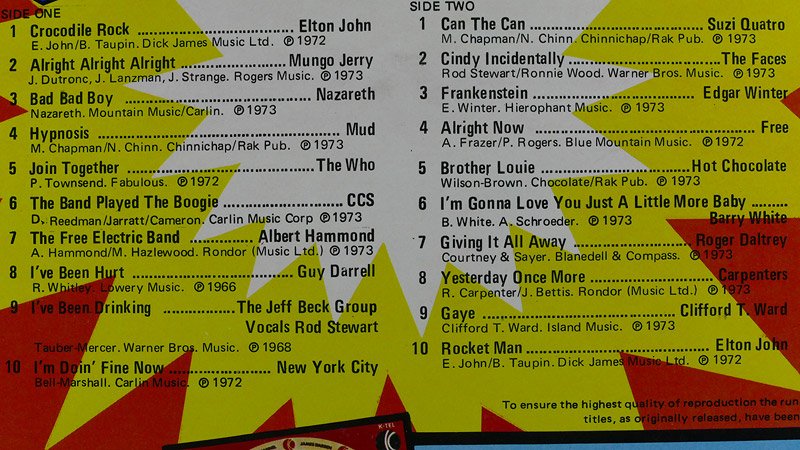 SIDE ONE
1 Crocodile Rock ........ Elton John
E. John/B. Taupin. Dick James Music Ltd. ℗ 1972
2 Alright Alright Alright ........ Mungo Jerry
J. Dutronc, J. Lanzman, J. Strange. Rogers Music. ℗ 1973
3 Bad Bad Boy ........ Nazareth
Nazareth. Mountain Music/Carlin. ℗ 1973
4 Hypnosis ........ Mud
M. Chapman/N. Chinn. Chinnichap/Rak Pub. ℗ 1973
5 Join Together ........ The Who
P. Townsend. Fabulous. ℗ 1972
6 The Band Played The Boogie ........ CCS
D. Reedman/Jarratt/Cameron. Carlin Music Corp ℗ 1973
7 The Free Electric Band ........ Albert Hammond
A. Hammond/M. Hazlewood. Rondor (Music Ltd.) ℗ 1973
8 I've Been Hurt ........ Guy Darrell
R. Whitley. Lowery Music. ℗ 1966
9 I've Been Drinking ........ The Jeff Beck Group
Vocals Rod Stewart
Tauber-Mercer. Warner Bros. Music. ℗ 1968
10 I'm Doin' Fine Now ........ New York City
Bell-Marshall. Carlin Music. ℗ 1972
SIDE TWO
1 Can The Can ........ Suzi Quatro
M. Chapman/N. Chinn. Chinnichap/Rak Pub. ℗ 1973
2 Cindy Incidentally ........ The Faces
Rod Stewart/Ronnie Wood. Warner Bros. Music. ℗ 1973
3 Frankenstein ........ Edgar Winter
E. Winter. Hierophant Music. ℗ 1973
4 Alright Now ........ Free
A. Frazer/P. Rogers. Blue Mountain Music. ℗ 1972
5 Brother Louie ........ Hot Chocolate
Wilson-Brown. Chocolate/Rak Pub. ℗ 1973
6 I'm Gonna Love You Just A Little More Baby ........
B. White. A. Schroeder. ℗ 1973 Barry White
7 Giving It All Away ........ Roger Daltrey
Courtney & Sayer. Blanedell & Compass. ℗ 1973
8 Yesterday Once More ........ Carpenters
R. Carpenter/J. Bettis. Rondor (Music Ltd.) ℗ 1973
9 Gaye ........ Clifford T. Ward
Clifford T. Ward. Island Music. ℗ 1973
10 Rocket Man ........ Elton John
E. John/B. Taupin. Dick James Music Ltd. ℗ 1972
To ensure the highest quality of reproduction the run
titles, as originally released, have been
K-TEL